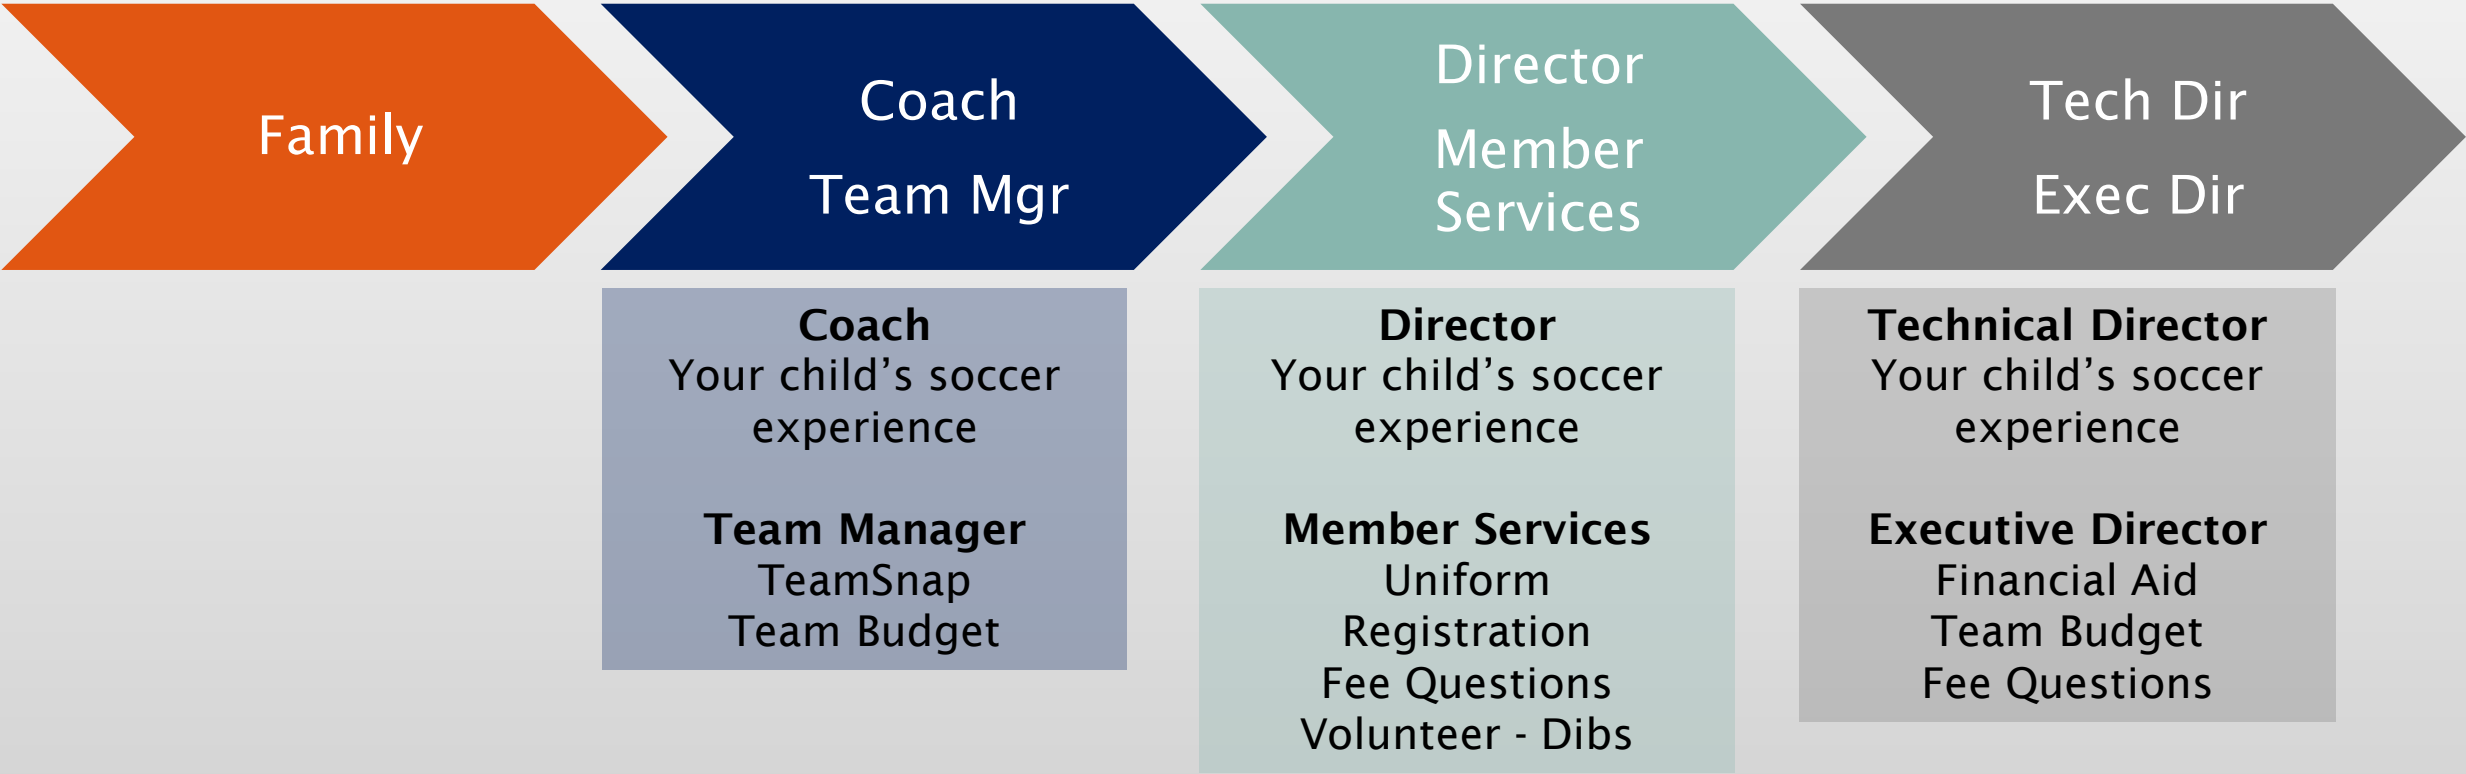 Family
Coach
Team Mgr
Director
Member
Services
Tech Dir
Exec Dir
Coach
Your child’s soccer
experience
Team Manager
TeamSnap
Team Budget
Director
Your child’s soccer
experience
Member Services
Uniform
Registration
Fee Questions
Volunteer - Dibs
Technical Director
Your child’s soccer
experience
Executive Director
Financial Aid
Team Budget
Fee Questions